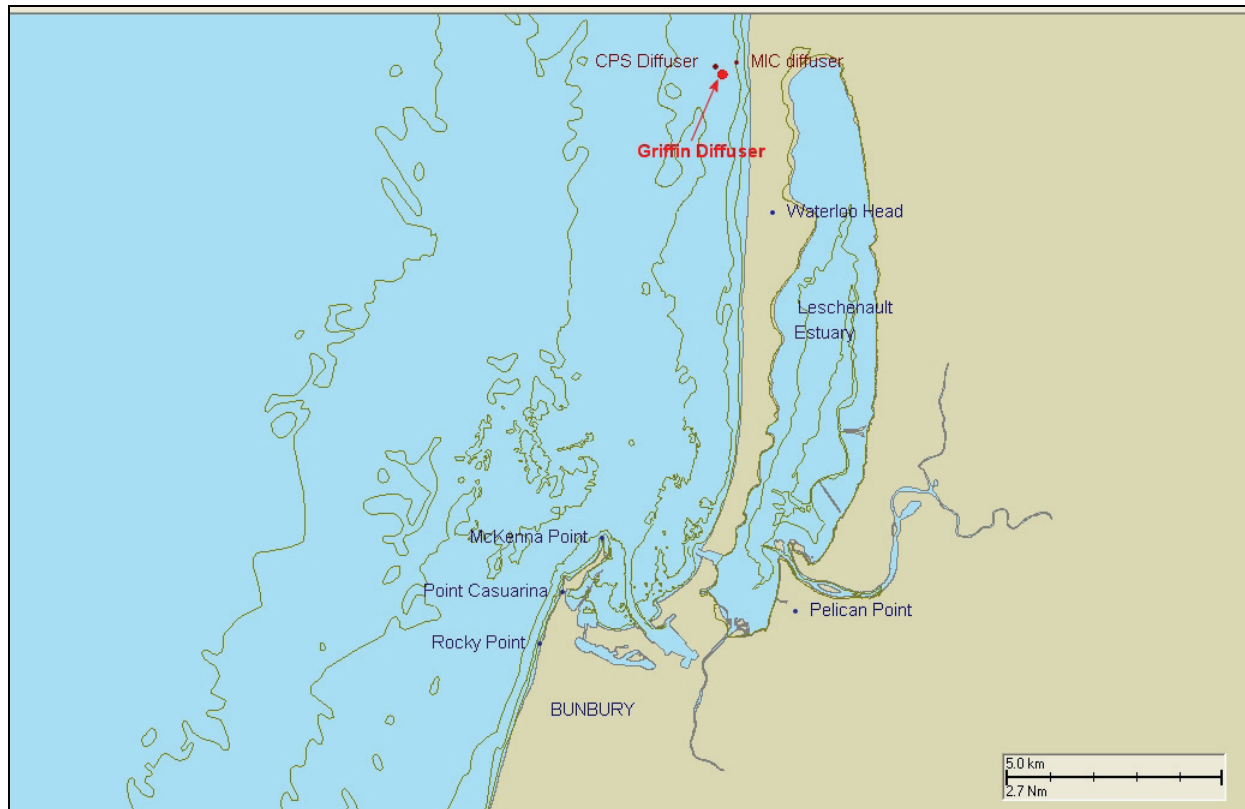 CPS Diffuser
MIC diffuser
Griffin Diffuser
Waterloo Head
Leschenault
Estuary
McKenna Point
Point Casuarina
Pelican Point
Rocky Point
BUNBURY
5.0 km
2.7 Nm